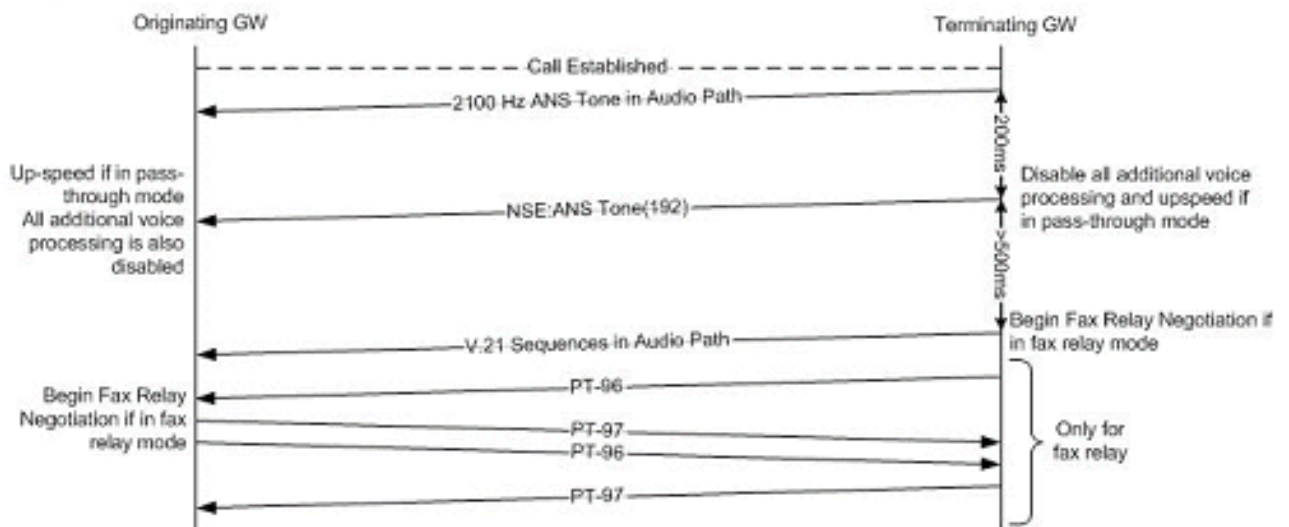 Originating GW
Terminating GW
Call Established
2100 Hz ANS Tone in Audio Path
200ms
Up-speed if in pass-
through mode
All additional voice
processing is also
disabled
Disable all additional voice
processing and upspeed if
in pass-through mode
NSE:ANS Tone(192)
>500ms
Begin Fax Relay Negotiation if
in fax relay mode
V.21 Sequences in Audio Path
PT-96
Begin Fax Relay
Negotiation if in fax
relay mode
PT-97
PT-96
Only for
fax relay
PT-97